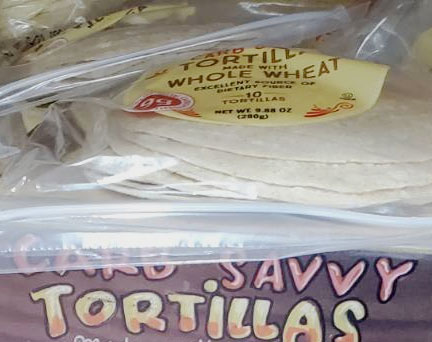 CARB
TORTILLAS
MADE WITH
WHOLE WHEAT
EXCELLENT SOURCE OF
DIETARY FIBER
10
TORTILLAS
NET WT 9.88 OZ
(280g)
CARB SAVVY
TORTILLAS